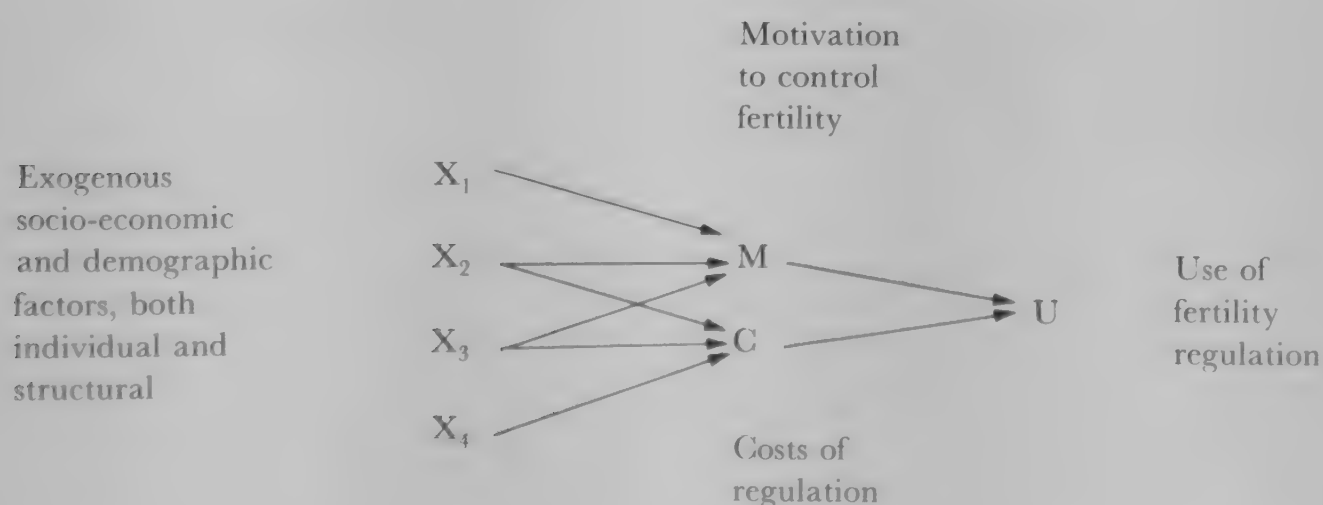 Motivation
to control
fertility
Exogenous
socio-economic
and demographic
factors, both
individual and
structural
X₁
X₂
X₃
X₄
M
C
U
Use of
fertility
regulation
Costs of
regulation